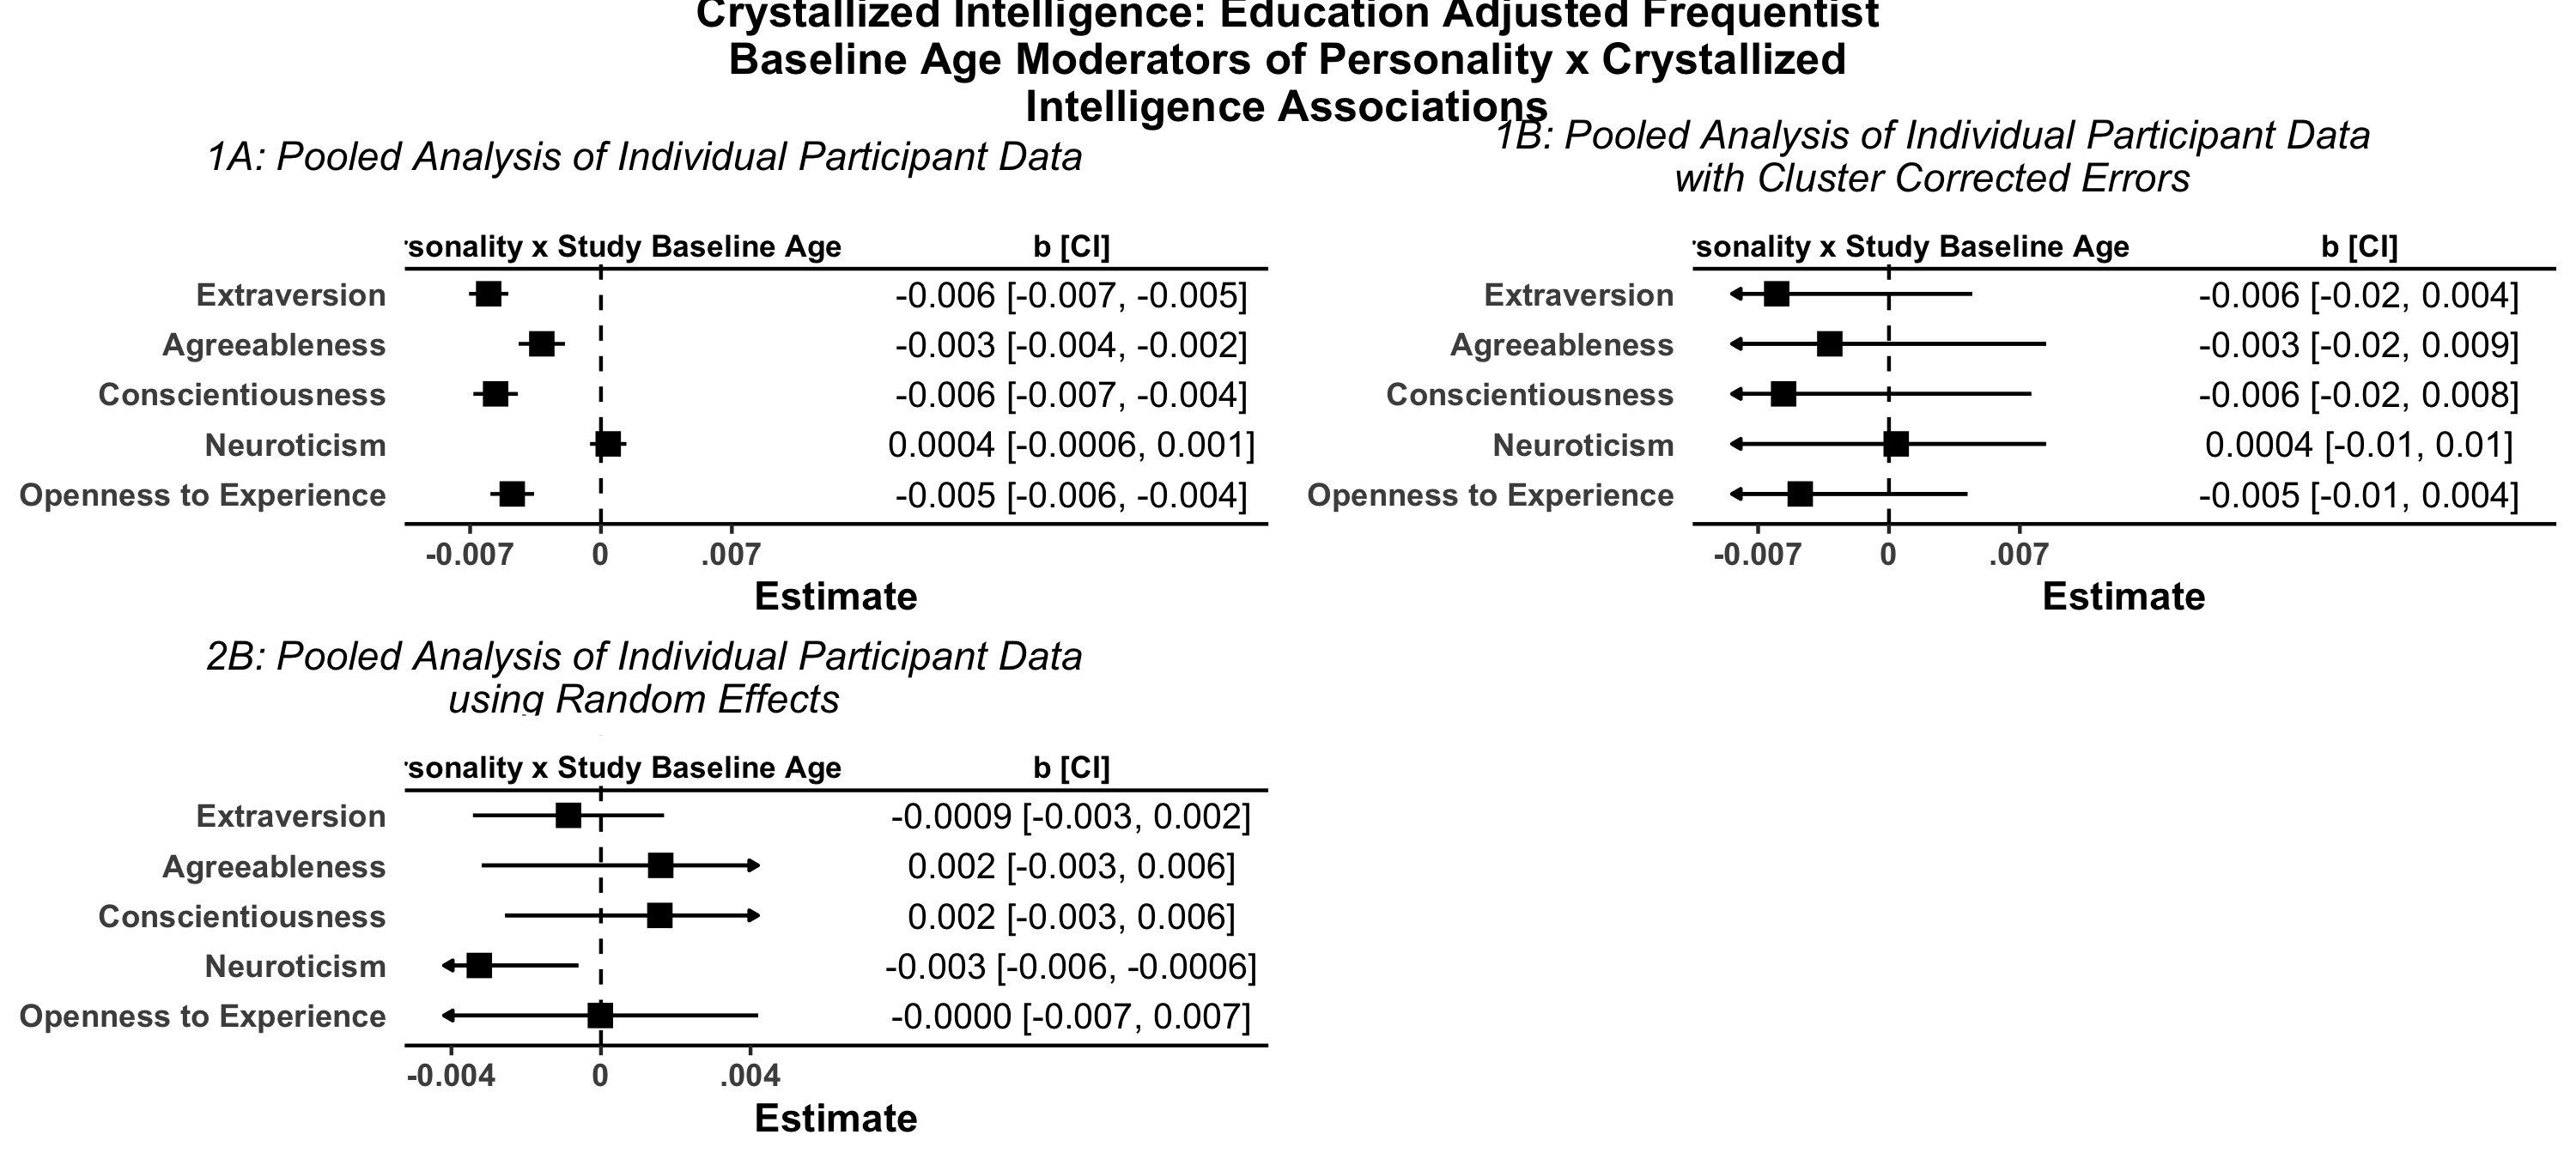 Crystallized Intelligence: Education Adjusted Frequentist
Baseline Age Moderators of Personality x Crystallized
Intelligence Associations
1A: Pooled Analysis of Individual Participant Data
rsonality x Study Baseline Age b [CI]
Extraversion -0.006 [-0.007, -0.005]
Agreeableness -0.003 [-0.004, -0.002]
Conscientiousness -0.006 [-0.007, -0.004]
Neuroticism 0.0004 [-0.0006, 0.001]
Openness to Experience -0.005 [-0.006, -0.004]
-0.007 0 .007
Estimate
1B: Pooled Analysis of Individual Participant Data
with Cluster Corrected Errors
rsonality x Study Baseline Age b [CI]
Extraversion -0.006 [-0.02, 0.004]
Agreeableness -0.003 [-0.02, 0.009]
Conscientiousness -0.006 [-0.02, 0.008]
Neuroticism 0.0004 [-0.01, 0.01]
Openness to Experience -0.005 [-0.01, 0.004]
-0.007 0 .007
Estimate
2B: Pooled Analysis of Individual Participant Data
using Random Effects
rsonality x Study Baseline Age b [CI]
Extraversion -0.0009 [-0.003, 0.002]
Agreeableness 0.002 [-0.003, 0.006]
Conscientiousness 0.002 [-0.003, 0.006]
Neuroticism -0.003 [-0.006, -0.0006]
Openness to Experience -0.0000 [-0.007, 0.007]
-0.004 0 .004
Estimate